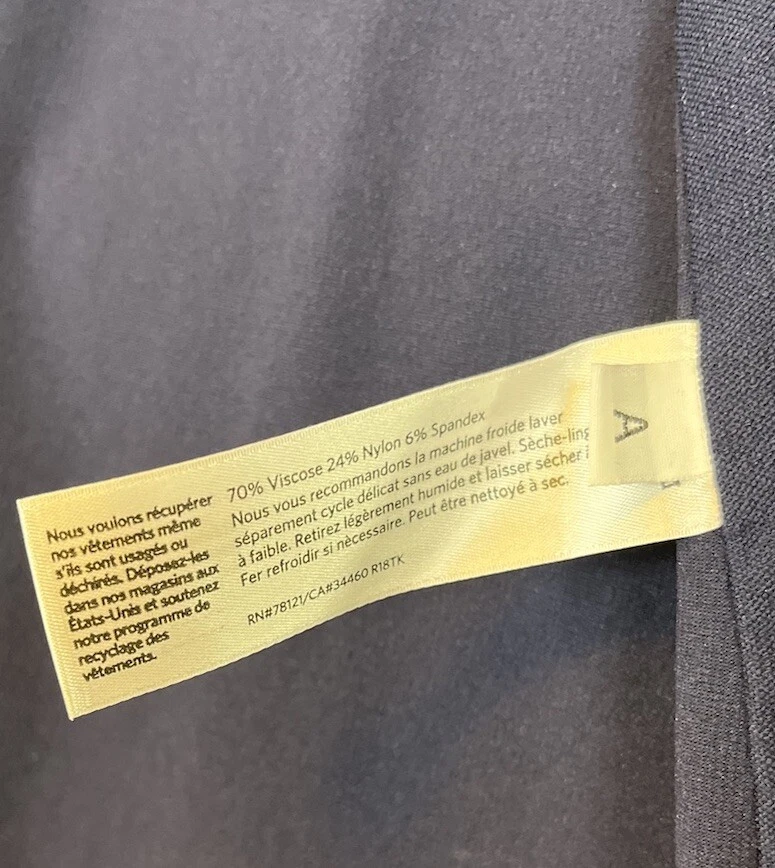 Nous voulons récupérer
nos vêtements même
s'ils sont usagés ou
déchirés. Déposez-les
dans nos magasins aux
États-Unis et soutenez
notre programme de
recyclage des
vêtements.
70% Viscose 24% Nylon 6% Spandex
Nous vous recommandons la machine froide laver
séparement cycle délicat sans eau de javel. Sèche-ling
à faible. Retirez légèrement humide et laisser sécher
Fer refroidir si nècessaire. Peut être nettoyé à sec.
RN#78121/CA#34460 R18TK
A